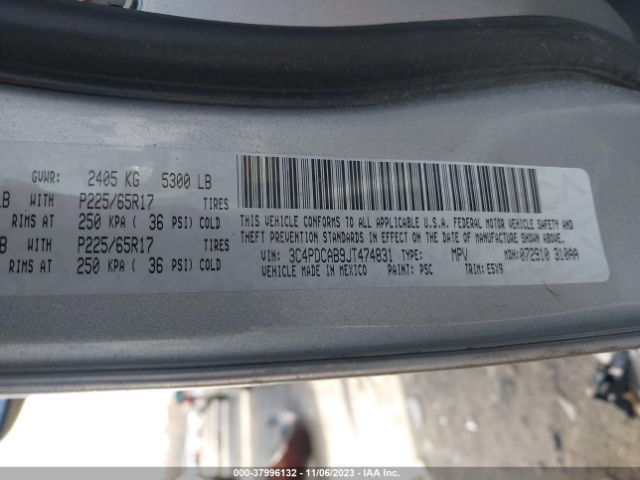 GVWR: 2405 KG 5300 LB
LB WITH P225/65R17 TIRES
RIMS AT 250 KPA ( 36 PSI) COLD
B WITH P225/65R17 TIRES
RIMS AT 250 KPA ( 36 PSI) COLD
THIS VEHICLE CONFORMS TO ALL APPLICABLE U.S.A. FEDERAL MOTOR VEHICLE SAFETY AND
THEFT PREVENTION STANDARDS IN EFFECT ON THE DATE OF MANUFACTURE SHOWN ABOVE.
VIN: 3C4PDCAB9JT474831 TYPE: MPV MDH:072910 310AA
VEHICLE MADE IN MEXICO PAINT: PSC TRIM: E5X9
000-37996132 - 11/06/2023 - IAAI.COM